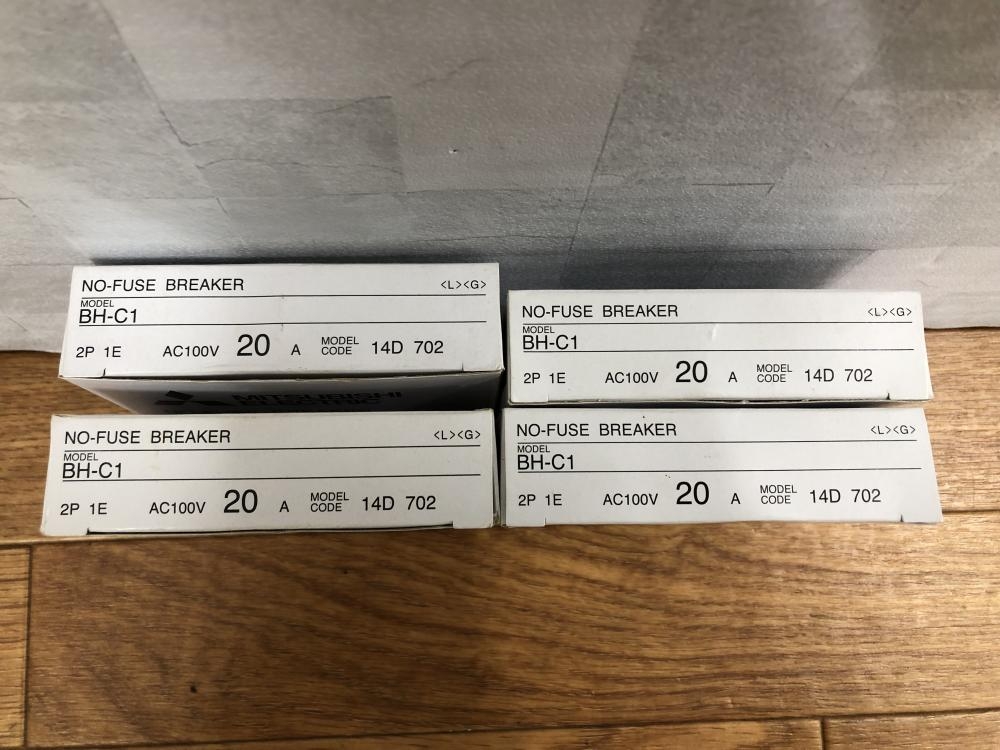 NO-FUSE BREAKER <L><G>
MODEL
BH-C1
2P 1E AC100V 20 A MODEL CODE 14D 702
MITSUBISHI
ELECTRIC
NO-FUSE BREAKER <L><G>
MODEL
BH-C1
2P 1E AC100V 20 A MODEL CODE 14D 702
NO-FUSE BREAKER <L><G>
MODEL
BH-C1
2P 1E AC100V 20 A MODEL CODE 14D 702
NO-FUSE BREAKER <L><G>
MODEL
BH-C1
2P 1E AC100V 20 A MODEL CODE 14D 702